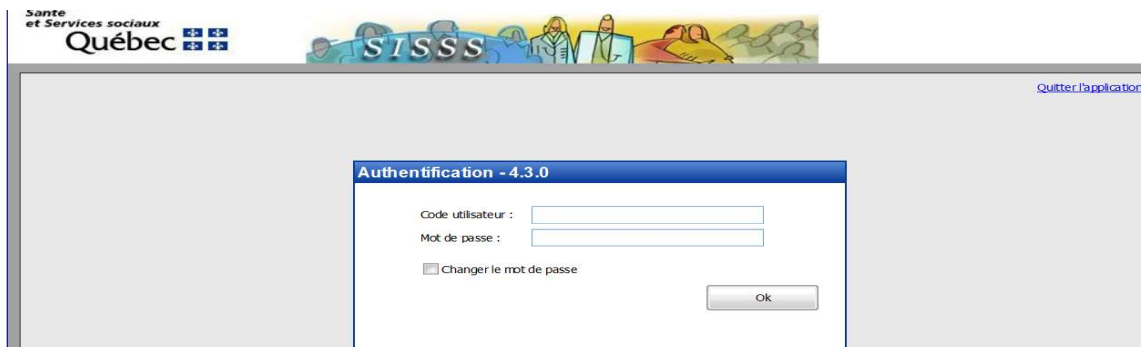 Santé
et Services sociaux
Québec
SISSS
Quitter l'application
Authentification - 4.3.0
Code utilisateur :
Mot de passe :
Changer le mot de passe
Ok